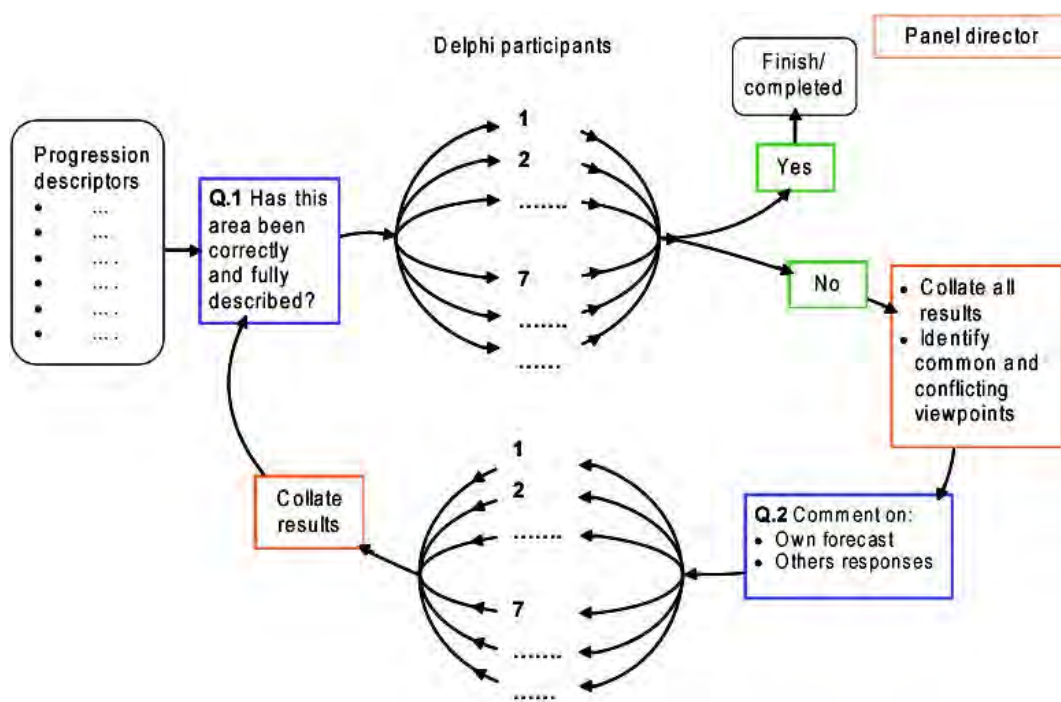 Delphi participants
Panel director
Finish/
completed
Progression
descriptors
• ...
• ...
• ....
• ....
• ....
• ....
Q.1 Has this
area been
correctly
and fully
described?
1
2
........
7
.......
.......
Yes
No
• Collate all
results
• Identify
common and
conflicting
viewpoints
Q.2 Comment on:
• Own forecast
• Others responses
1
2
.......
7
.......
......
Collate
results